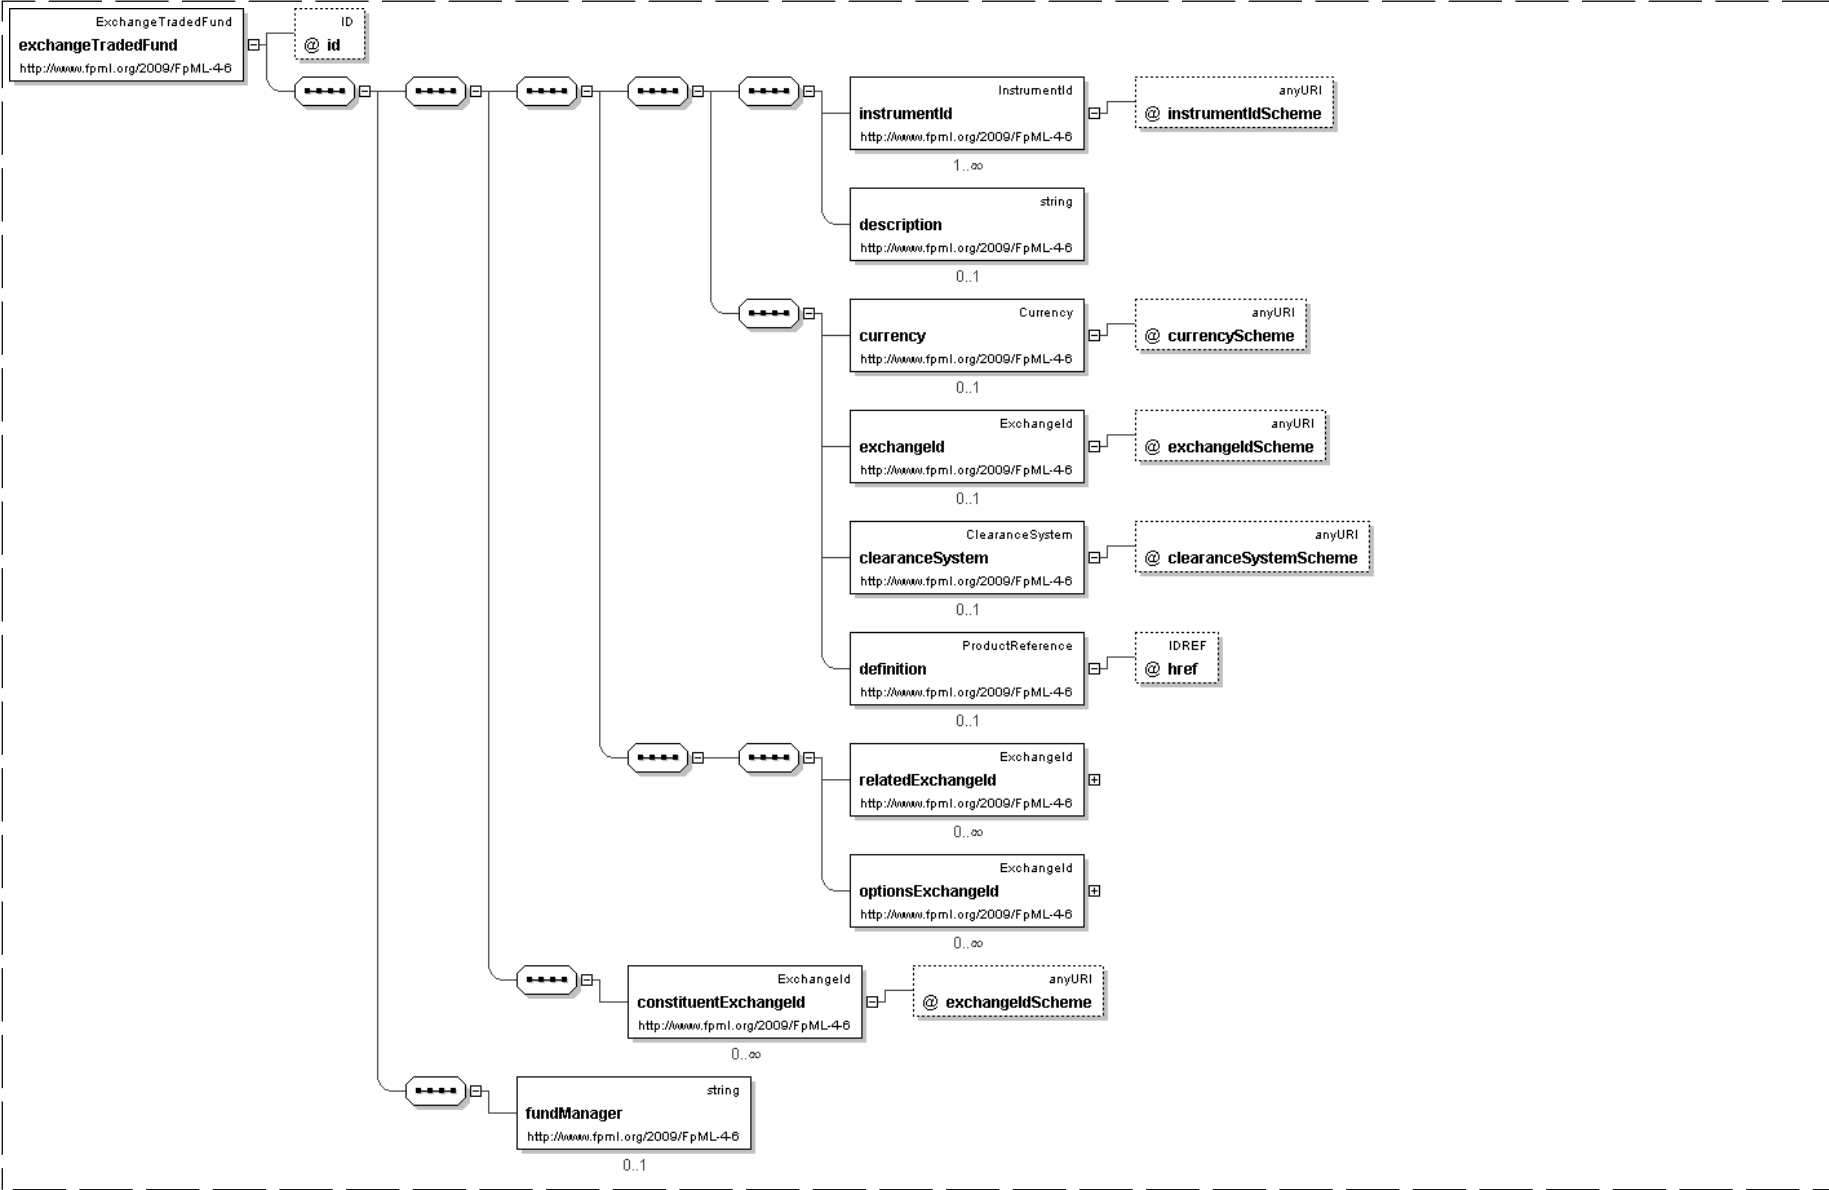 ExchangeTradedFund
exchangeTradedFund
http://www.fpml.org/2009/FpML-4-6
ID
@ id
InstrumentId
instrumentId
http://www.fpml.org/2009/FpML-4-6
1..∞
anyURI
@ instrumentIdScheme
string
description
http://www.fpml.org/2009/FpML-4-6
0..1
Currency
currency
http://www.fpml.org/2009/FpML-4-6
0..1
anyURI
@ currencyScheme
ExchangeId
exchangeId
http://www.fpml.org/2009/FpML-4-6
0..1
anyURI
@ exchangeIdScheme
ClearanceSystem
clearanceSystem
http://www.fpml.org/2009/FpML-4-6
0..1
anyURI
@ clearanceSystemScheme
ProductReference
definition
http://www.fpml.org/2009/FpML-4-6
0..1
IDREF
@ href
ExchangeId
relatedExchangeId
http://www.fpml.org/2009/FpML-4-6
0..∞
ExchangeId
optionsExchangeId
http://www.fpml.org/2009/FpML-4-6
0..∞
ExchangeId
constituentExchangeId
http://www.fpml.org/2009/FpML-4-6
0..∞
anyURI
@ exchangeIdScheme
string
fundManager
http://www.fpml.org/2009/FpML-4-6
0..1